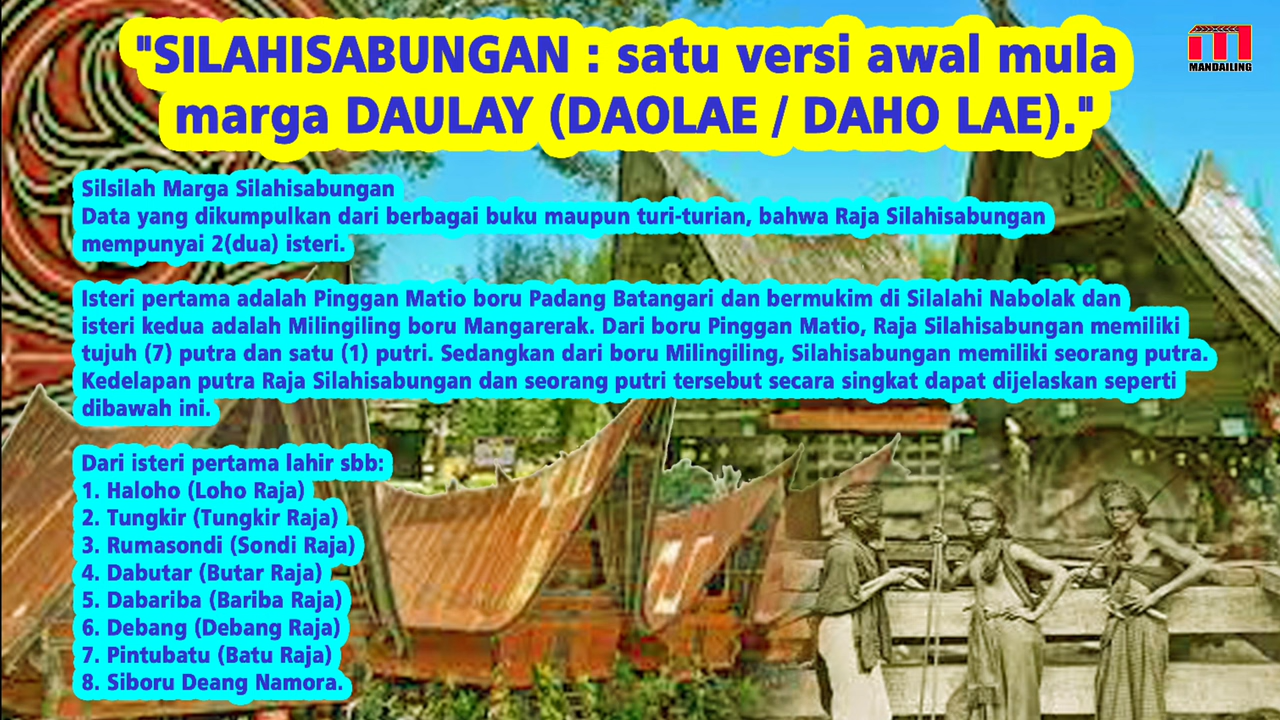 "SILAHISABUNGAN : satu versi awal mula
marga DAULAY (DAOLAE / DAHO LAE)."
MANDAILING
Silsilah Marga Silahisabungan
Data yang dikumpulkan dari berbagai buku maupun turi-turian, bahwa Raja Silahisabungan
mempunyai 2(dua) isteri.
Isteri pertama adalah Pinggan Matio boru Padang Batangari dan bermukim di Silalahi Nabolak dan
isteri kedua adalah Milingiling boru Mangarerak. Dari boru Pinggan Matio, Raja Silahisabungan memiliki
tujuh (7) putra dan satu (1) putri. Sedangkan dari boru Milingiling, Silahisabungan memiliki seorang putra.
Kedelapan putra Raja Silahisabungan dan seorang putri tersebut secara singkat dapat dijelaskan seperti
dibawah ini.
Dari isteri pertama lahir sbb:
1. Haloho (Loho Raja)
2. Tungkir (Tungkir Raja)
3. Rumasondi (Sondi Raja)
4. Dabutar (Butar Raja)
5. Dabariba (Bariba Raja)
6. Debang (Debang Raja)
7. Pintubatu (Batu Raja)
8. Siboru Deang Namora.